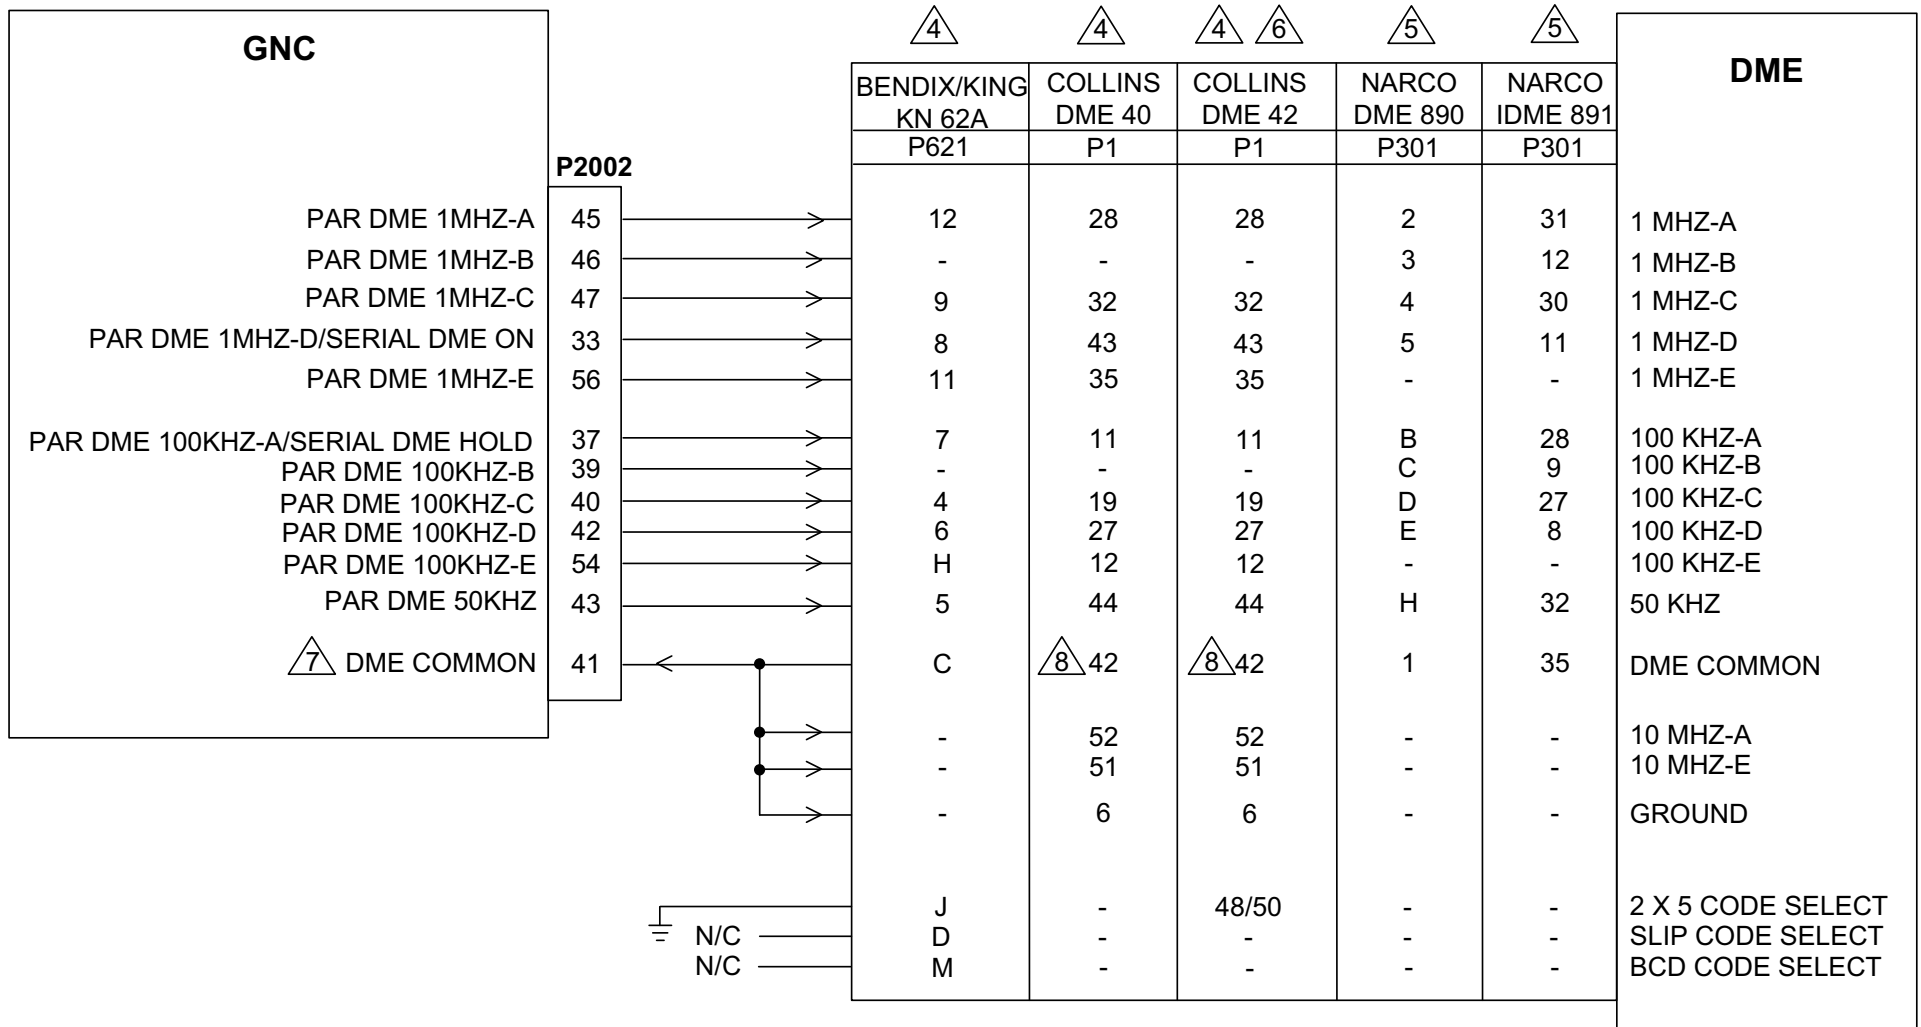 4 4 4 6 5 5
GNC
DME
BENDIX/KING KN 62A COLLINS DME 40 COLLINS DME 42 NARCO DME 890 NARCO IDME 891
P2002 P621 P1 P1 P301 P301
PAR DME 1MHZ-A 45 12 28 28 2 31 1 MHZ-A
PAR DME 1MHZ-B 46 - - - 3 12 1 MHZ-B
PAR DME 1MHZ-C 47 9 32 32 4 30 1 MHZ-C
PAR DME 1MHZ-D/SERIAL DME ON 33 8 43 43 5 11 1 MHZ-D
PAR DME 1MHZ-E 56 11 35 35 - - 1 MHZ-E
PAR DME 100KHZ-A/SERIAL DME HOLD 37 7 11 11 B 28 100 KHZ-A
PAR DME 100KHZ-B 39 - - - C 9 100 KHZ-B
PAR DME 100KHZ-C 40 4 19 19 D 27 100 KHZ-C
PAR DME 100KHZ-D 42 6 27 27 E 8 100 KHZ-D
PAR DME 100KHZ-E 54 H 12 12 - - 100 KHZ-E
PAR DME 50KHZ 43 5 44 44 H 32 50 KHZ
7 DME COMMON 41 C 8 42 8 42 1 35 DME COMMON
- 52 52 - - 10 MHZ-A
- 51 51 - - 10 MHZ-E
- 6 6 - - GROUND
J - 48/50 - - 2 X 5 CODE SELECT
N/C D - - - - SLIP CODE SELECT
N/C M - - - - BCD CODE SELECT